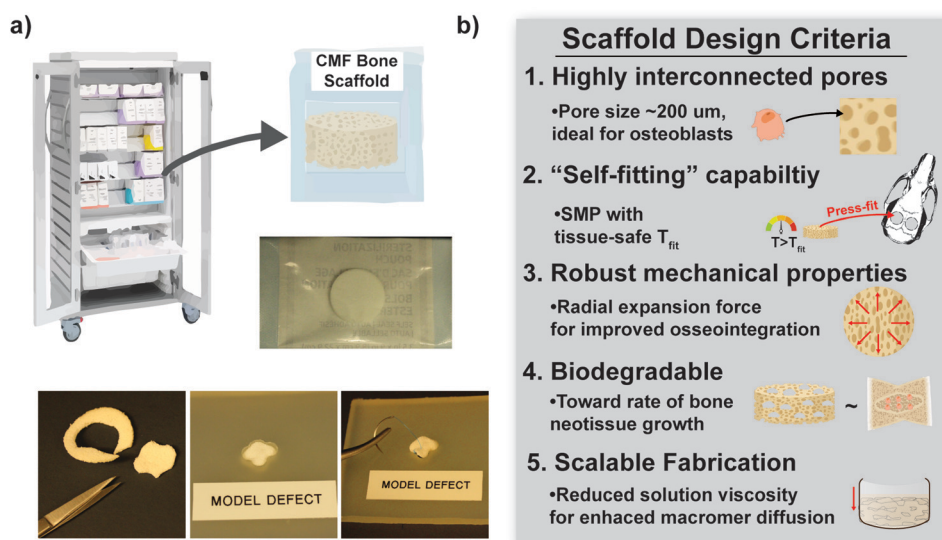 a)
CMF Bone
Scaffold
STERILIZATION
POUCH
MODEL DEFECT
MODEL DEFECT
b)
Scaffold Design Criteria
1. Highly interconnected pores
•Pore size ~200 um,
ideal for osteoblasts
2. “Self-fitting” capabiltiy
•SMP with
tissue-safe Tfit
Press-fit
T>Tfit
3. Robust mechanical properties
•Radial expansion force
for improved osseointegration
4. Biodegradable
•Toward rate of bone
neotissue growth
~
5. Scalable Fabrication
•Reduced solution viscosity
for enhaced macromer diffusion